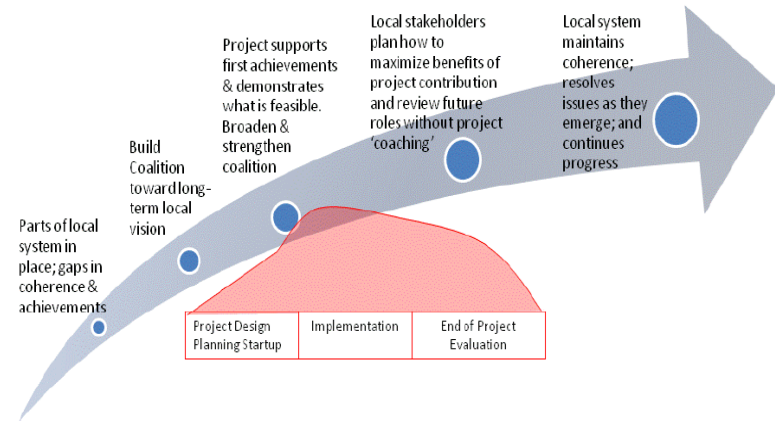 Parts of local
system in
place; gaps in
coherence &
achievements
Build
Coalition
toward long-
term local
vision
Project supports
first achievements
& demonstrates
what is feasible.
Broaden &
strengthen
coalition
Local stakeholders
plan how to
maximize benefits of
project contribution
and review future
roles without project
'coaching'
Local system
maintains
coherence;
resolves
issues as they
emerge; and
continues
progress
Project Design
Planning Startup
Implementation
End of Project
Evaluation